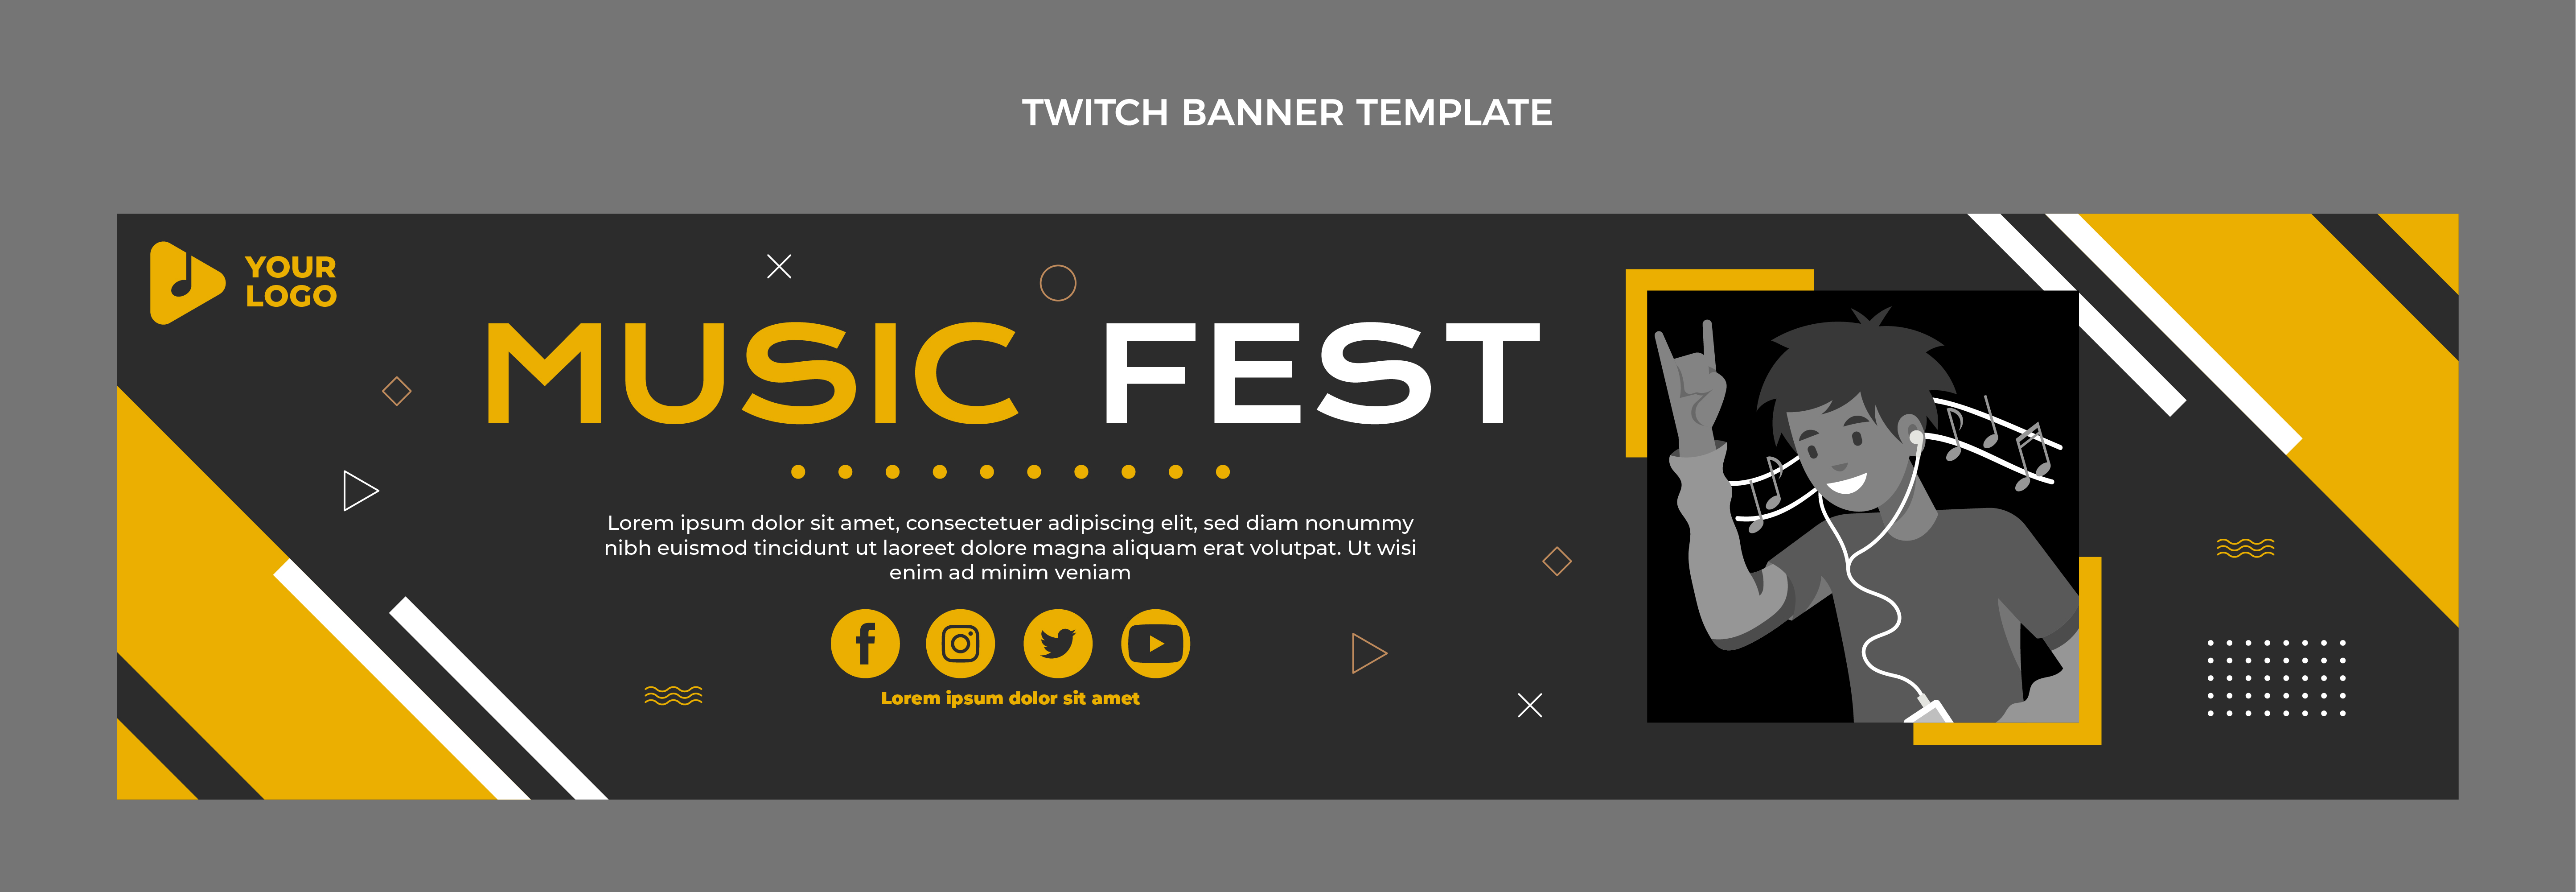 TWITCH BANNER TEMPLATE
YOUR
LOGO
MUSIC FEST
Lorem ipsum dolor sit amet, consectetuer adipiscing elit, sed diam nonummy
nibh euismod tincidunt ut laoreet dolore magna aliquam erat volutpat. Ut wisi
enim ad minim veniam
Lorem ipsum dolor sit amet